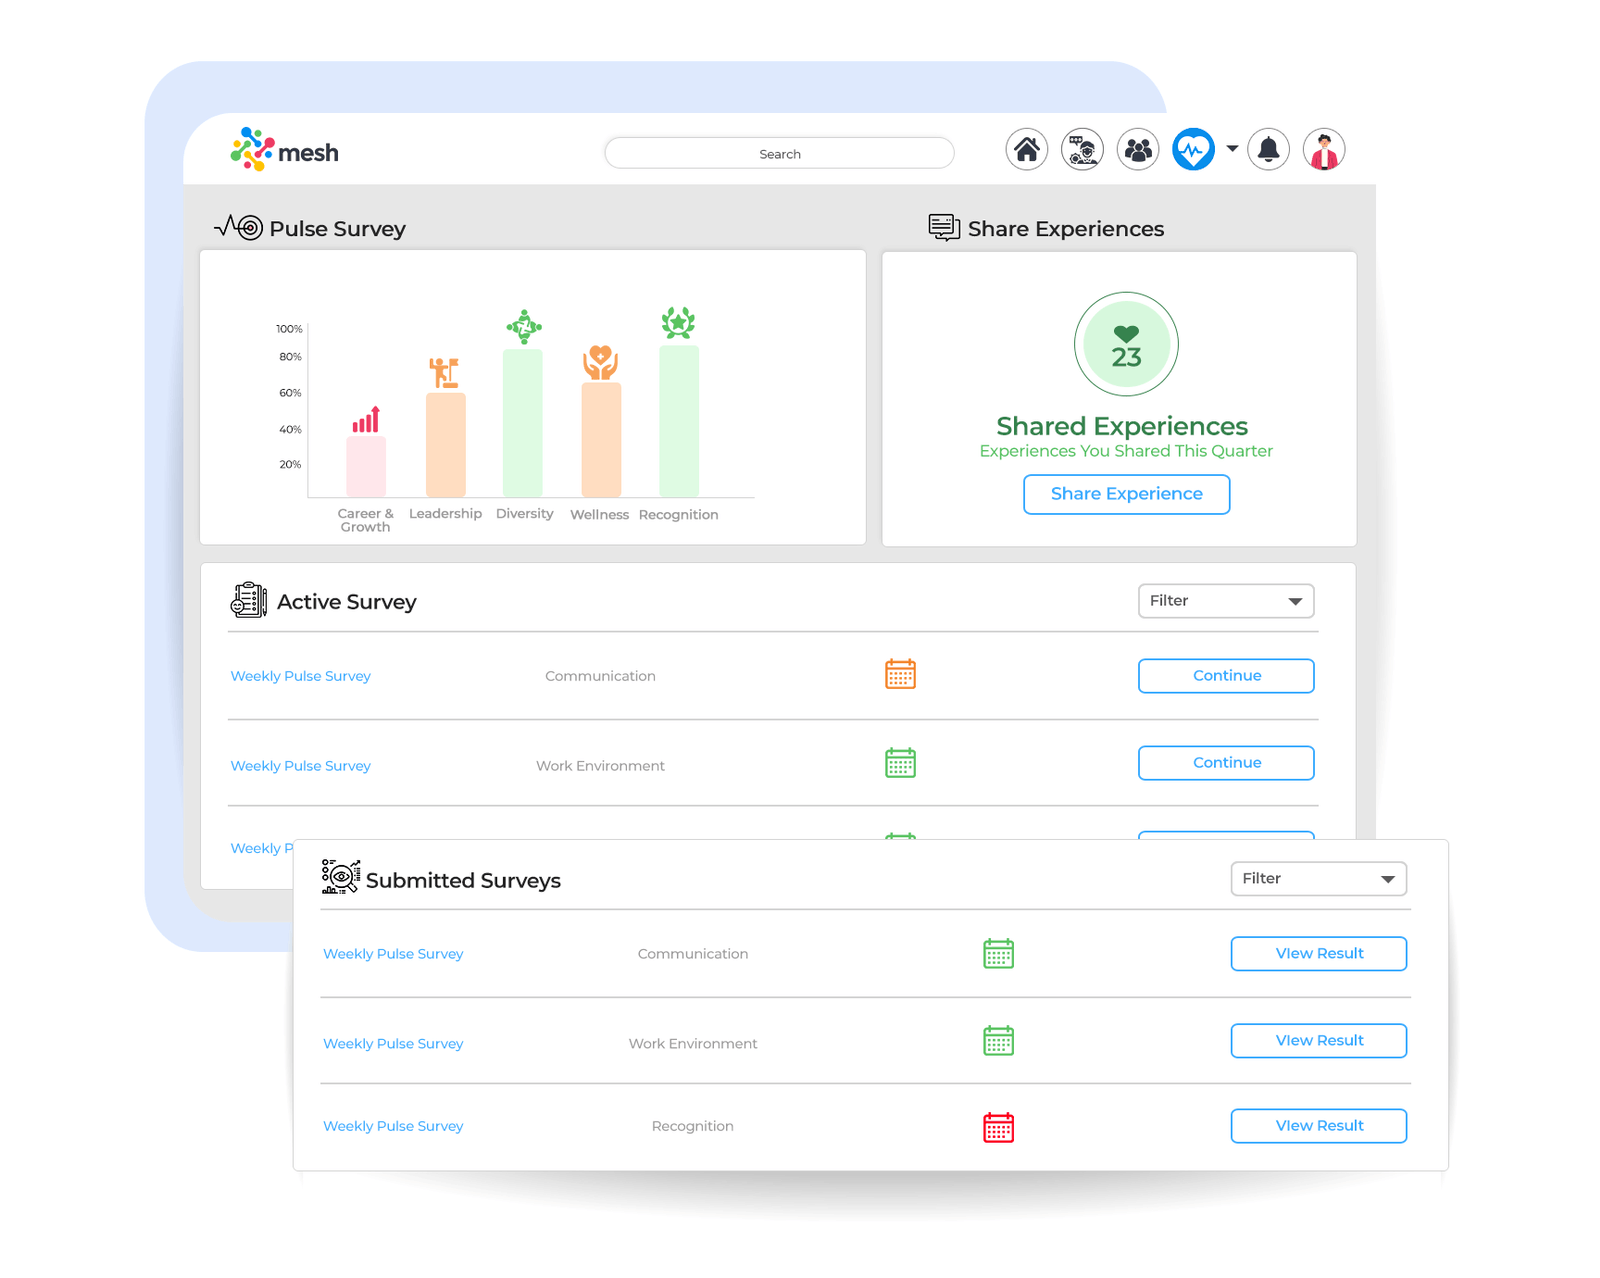 mesh
Search
Pulse Survey
Share Experiences
100%
80%
60%
40%
20%
Career &
Growth
Leadership
Diversity
Wellness
Recognition
23
Shared Experiences
Experiences You Shared This Quarter
Share Experience
Active Survey
Filter
Weekly Pulse Survey
Communication
Continue
Weekly Pulse Survey
Work Environment
Continue
Weekly P
Submitted Surveys
Filter
Weekly Pulse Survey
Communication
VIew Result
Weekly Pulse Survey
Work Environment
VIew Result
Weekly Pulse Survey
Recognition
VIew Result